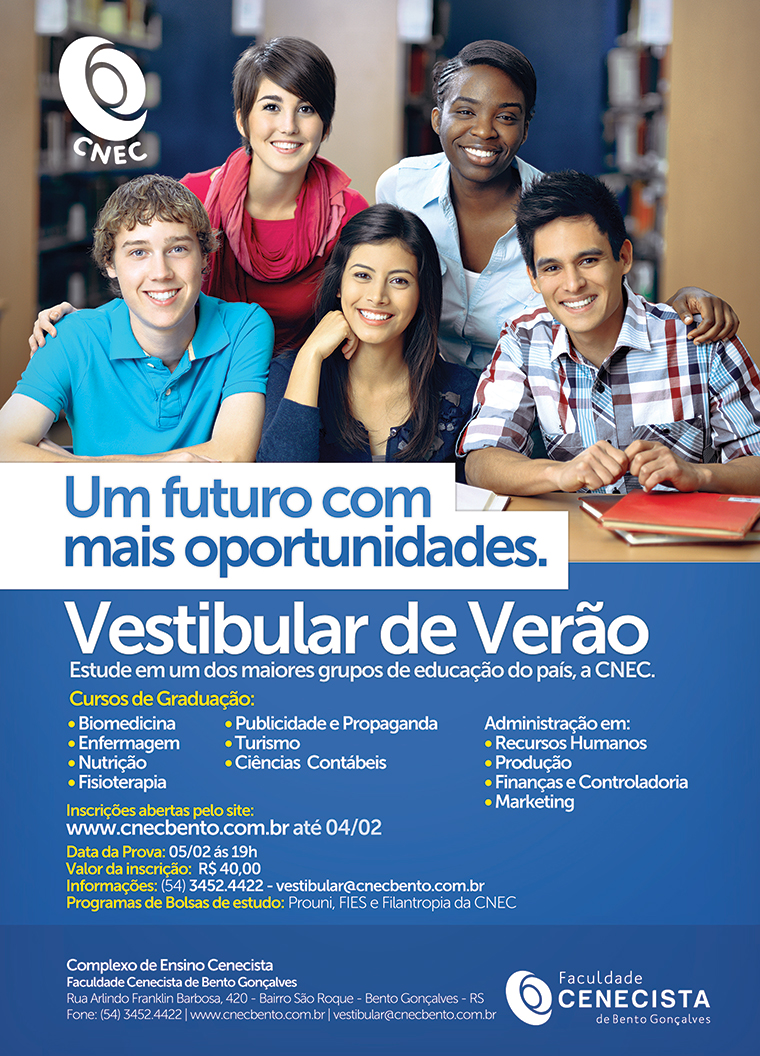 CNEC
Um futuro com
mais oportunidades.
Vestibular de Verão
Estude em um dos maiores grupos de educação do país, a CNEC.
Cursos de Graduação:
• Biomedicina
• Enfermagem
• Nutrição
• Fisioterapia
• Publicidade e Propaganda
• Turismo
• Ciências Contábeis
Administração em:
• Recursos Humanos
• Produção
• Finanças e Controladoria
• Marketing
Inscrições abertas pelo site:
www.cnecbento.com.br até 04/02
Data da Prova: 05/02 ás 19h
Valor da inscrição: R$ 40,00
Informações: (54) 3452.4422 - vestibular@cnecbento.com.br
Programas de Bolsas de estudo: Prouni, FIES e Filantropia da CNEC
Complexo de Ensino Cenecista
Faculdade Cenecista de Bento Gonçalves
Rua Arlindo Franklin Barbosa, 420 - Bairro São Roque - Bento Gonçalves - RS
Fone: (54) 3452.4422 | www.cnecbento.com.br | vestibular@cnecbento.com.br
Faculdade
CENECISTA
de Bento Gonçalves